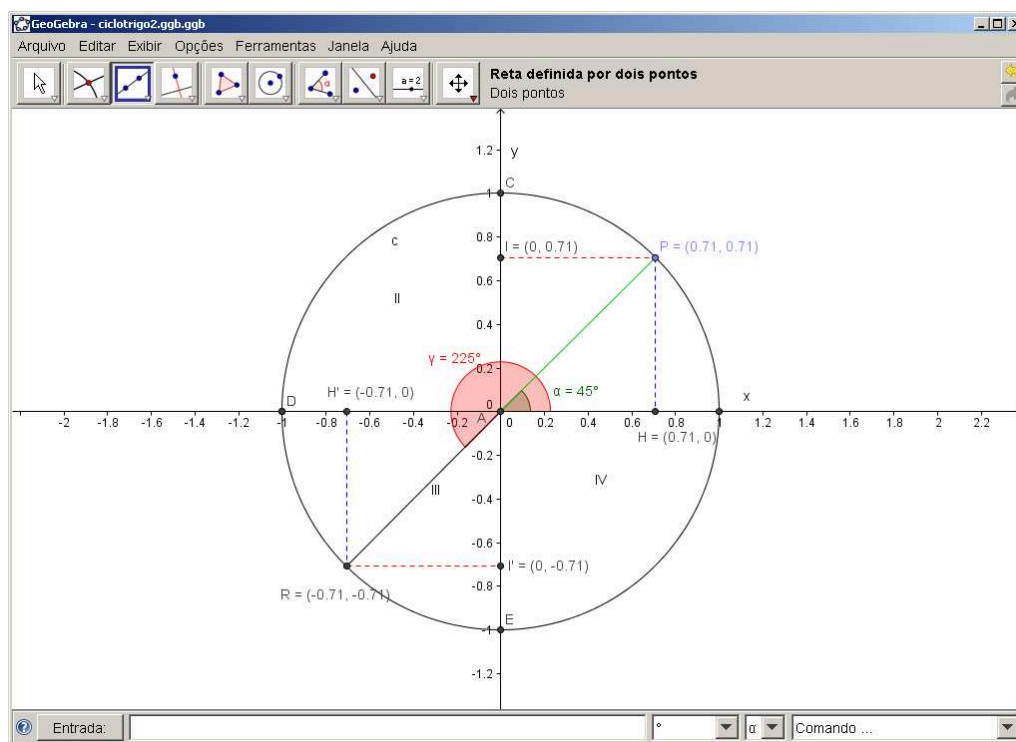 GeoGebra - ciclotrigo2.ggb.ggb
Arquivo Editar Exibir Opções Ferramentas Janela Ajuda
a = 2
α
Reta definida por dois pontos
Dois pontos
1.2
y
C
1
c
0.8
I = (0, 0.71)
P = (0.71, 0.71)
0.6
II
0.4
γ = 225°
0.2
α = 45°
H' = (-0.71, 0)
0
x
D
A
-2 -1.8 -1.6 -1.4 -1.2 -1 -0.8 -0.6 -0.4 -0.2 0 0.2 0.4 0.6 0.8 1 1.2 1.4 1.6 1.8 2 2.2
H = (0.71, 0)
-0.2
IV
III
-0.4
-0.6
I' = (0, -0.71)
R = (-0.71, -0.71)
-0.8
E
-1
-1.2
Entrada:
°
α
Comando ...